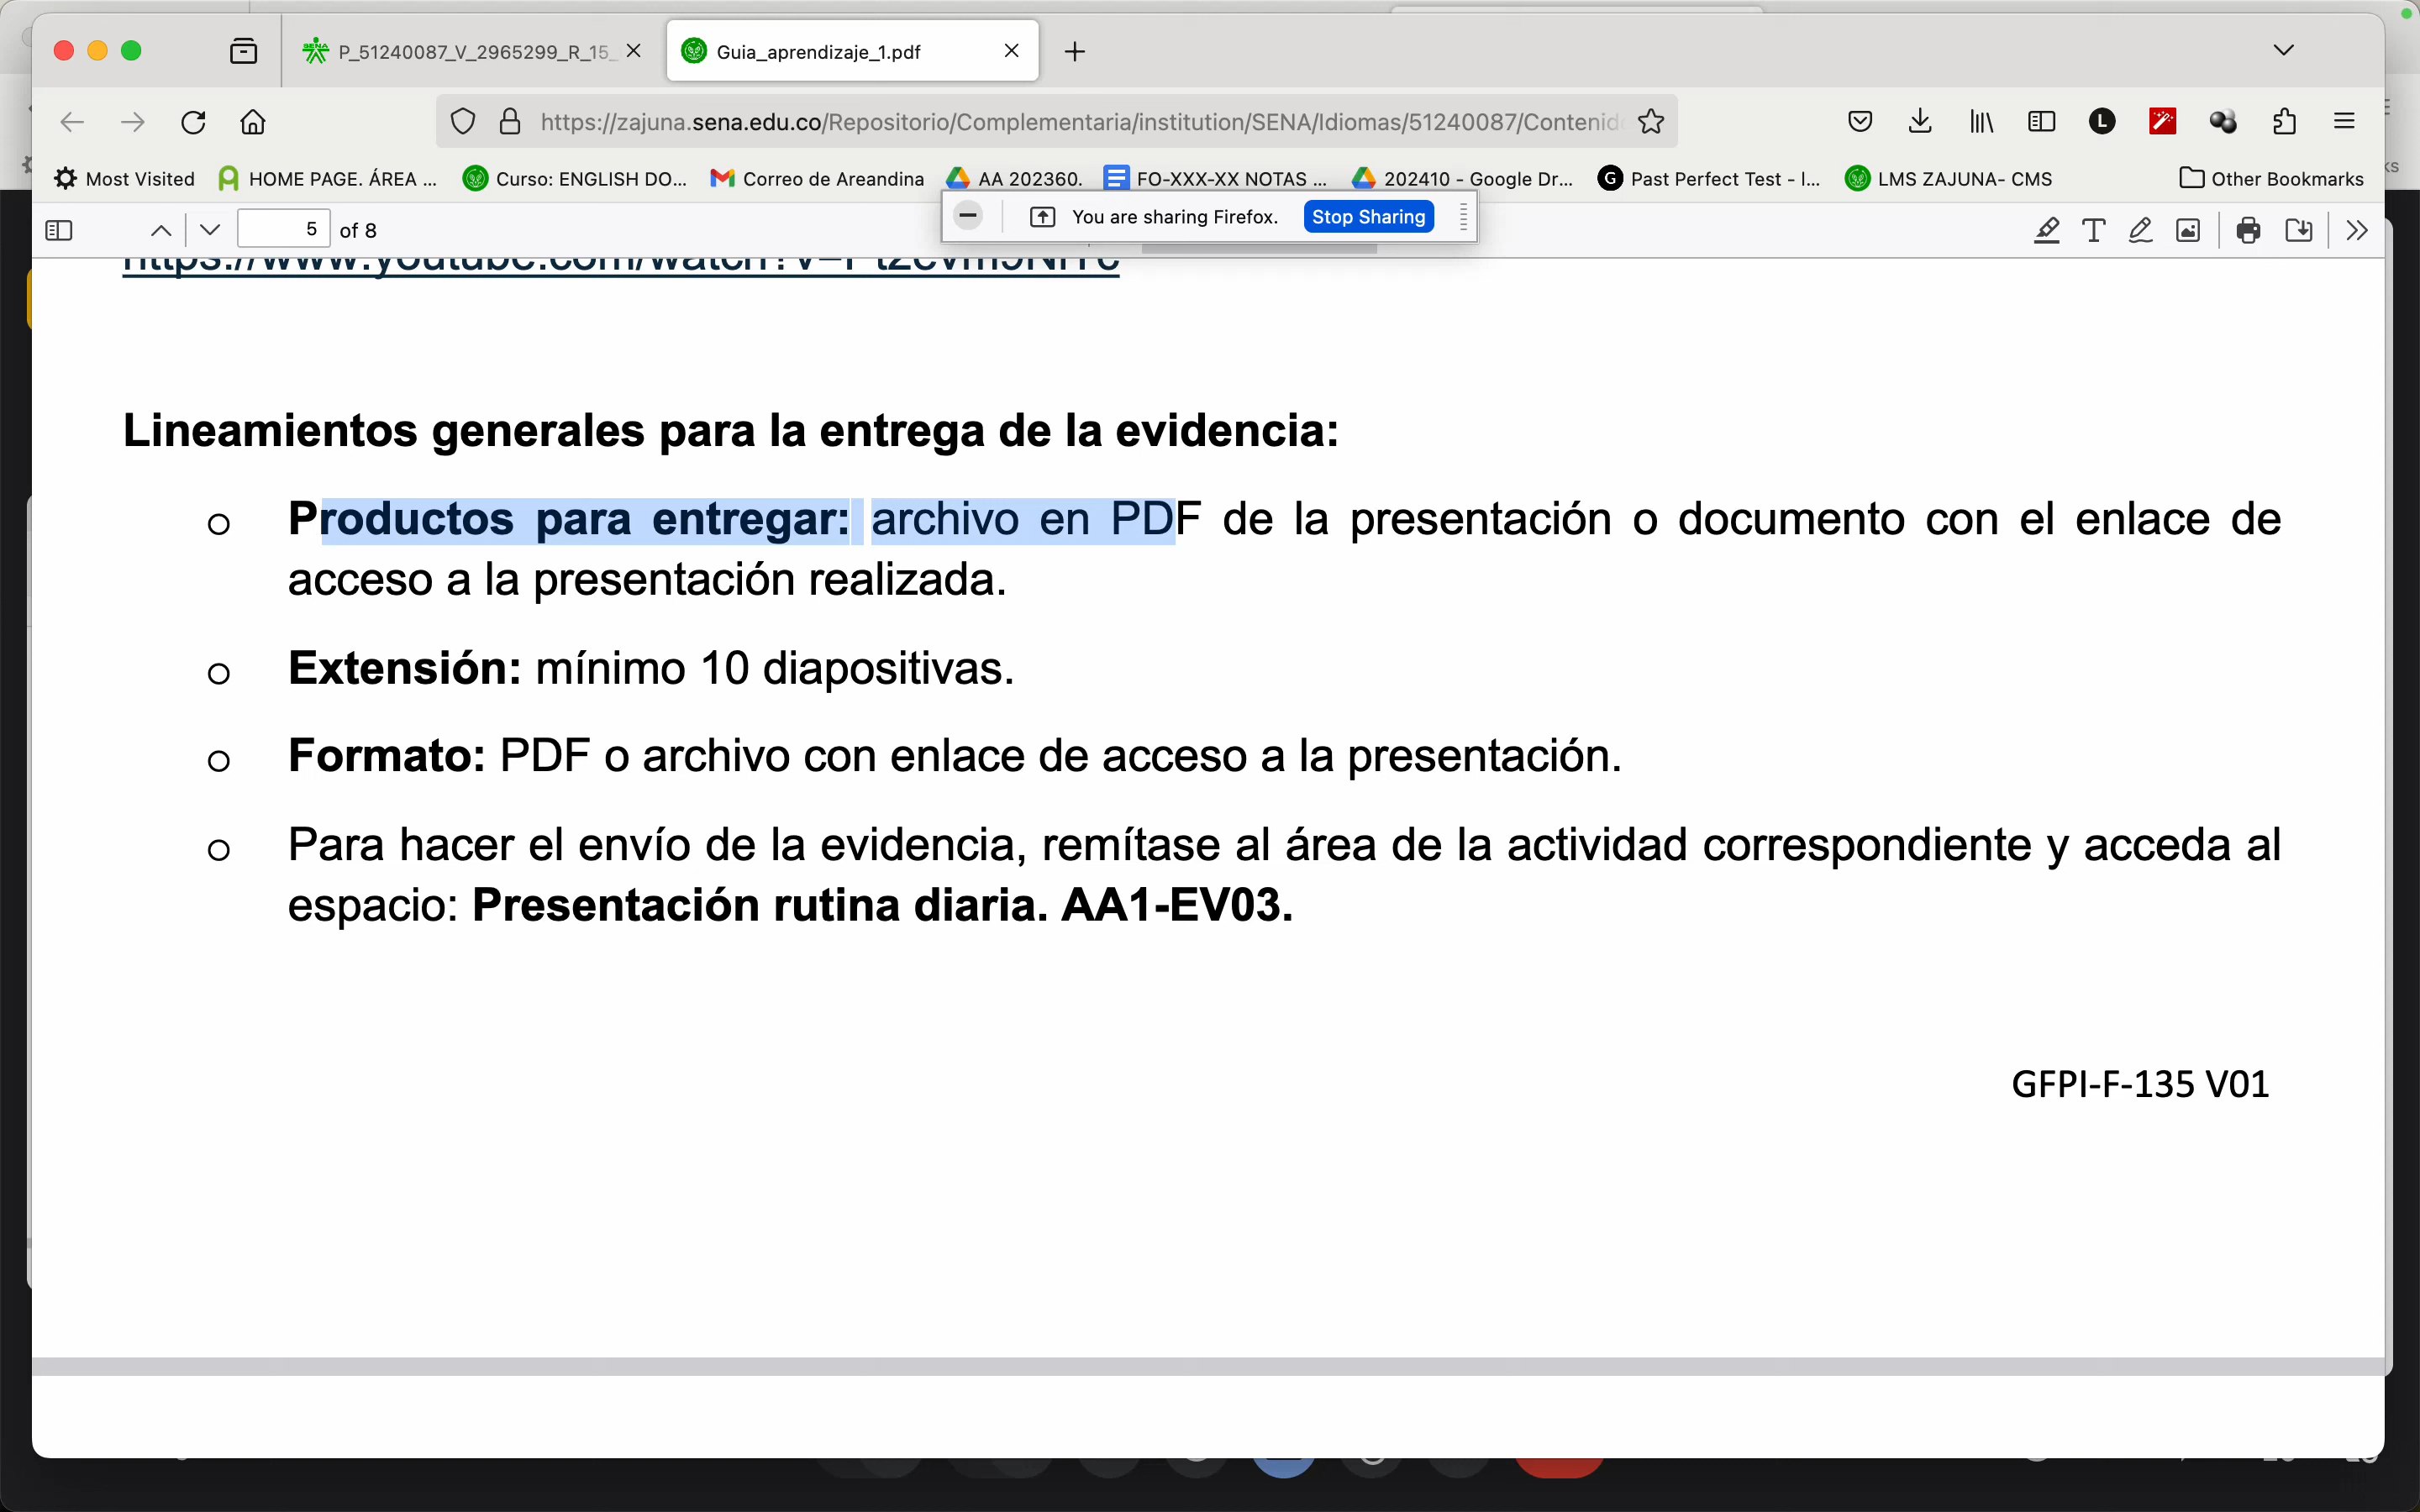 P_51240087_V_2965299_R_15_
Guia_aprendizaje_1.pdf
https://zajuna.sena.edu.co/Repositorio/Complementaria/institution/SENA/Idiomas/51240087/Contenid
L
Most Visited
HOME PAGE. ÁREA ...
Curso: ENGLISH DO...
Correo de Areandina
AA 202360.
FO-XXX-XX NOTAS ...
202410 - Google Dr...
G
Past Perfect Test - I...
LMS ZAJUNA- CMS
Other Bookmarks
You are sharing Firefox.
Stop Sharing
5 of 8
Lineamientos generales para la entrega de la evidencia:
Productos para entregar: archivo en PDF de la presentación o documento con el enlace de
acceso a la presentación realizada.
Extensión: mínimo 10 diapositivas.
Formato: PDF o archivo con enlace de acceso a la presentación.
Para hacer el envío de la evidencia, remítase al área de la actividad correspondiente y acceda al
espacio: Presentación rutina diaria. AA1-EV03.
GFPI-F-135 V01